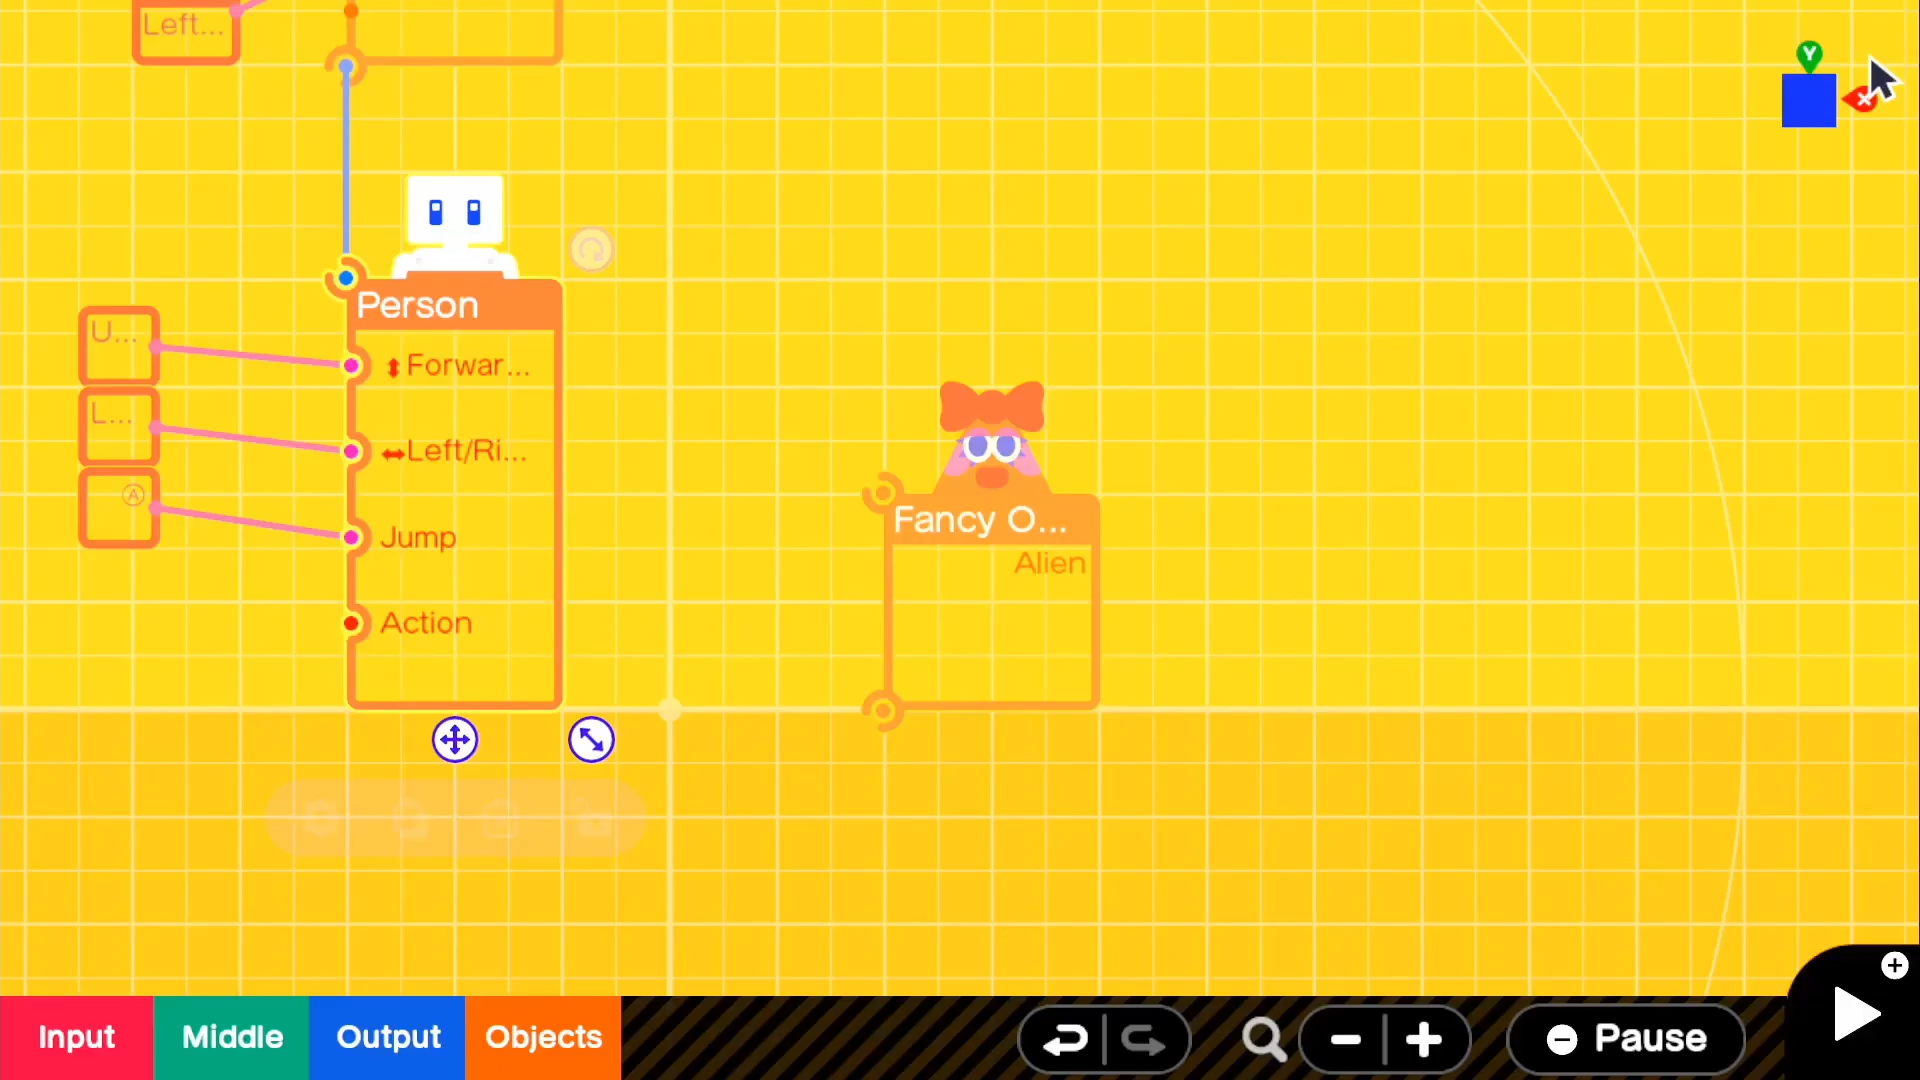 Left...
Y
Person
U...
Forwar...
L...
Left/Ri...
A
Jump
Action
Fancy O...
Alien
Input
Middle
Output
Objects
Pause